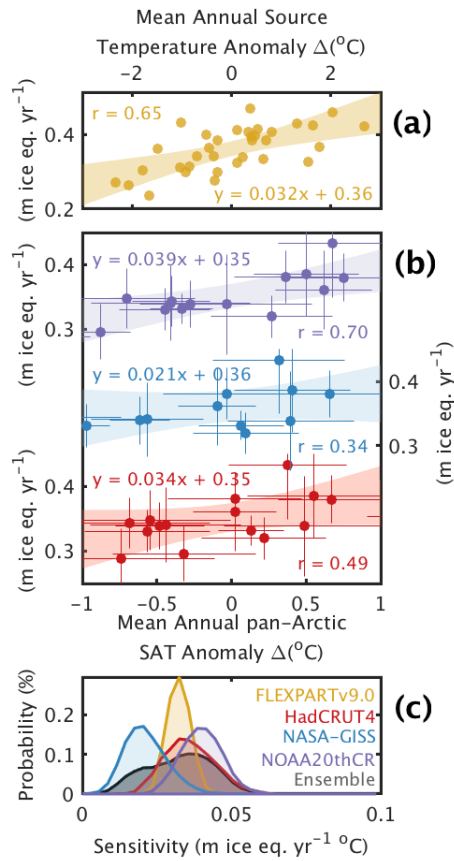 Mean Annual Source
Temperature Anomaly Δ(°C)
-2 0 2
(m ice eq. yr⁻¹)
0.4
0.2
r = 0.65
y = 0.032x + 0.36
(a)
(m ice eq. yr⁻¹)
0.4
0.3
y = 0.039x + 0.35
r = 0.70
(b)
y = 0.021x + 0.36
r = 0.34
(m ice eq. yr⁻¹)
0.4
0.3
(m ice eq. yr⁻¹)
0.4
0.3
y = 0.034x + 0.35
r = 0.49
-1 -0.5 0 0.5 1
Mean Annual pan-Arctic
SAT Anomaly Δ(°C)
Probability (%)
0.2
0.1
0
FLEXPARTv9.0
HadCRUT4
NASA-GISS
NOAA20thCR
Ensemble
(c)
0 0.05 0.1
Sensitivity (m ice eq. yr⁻¹ °C)